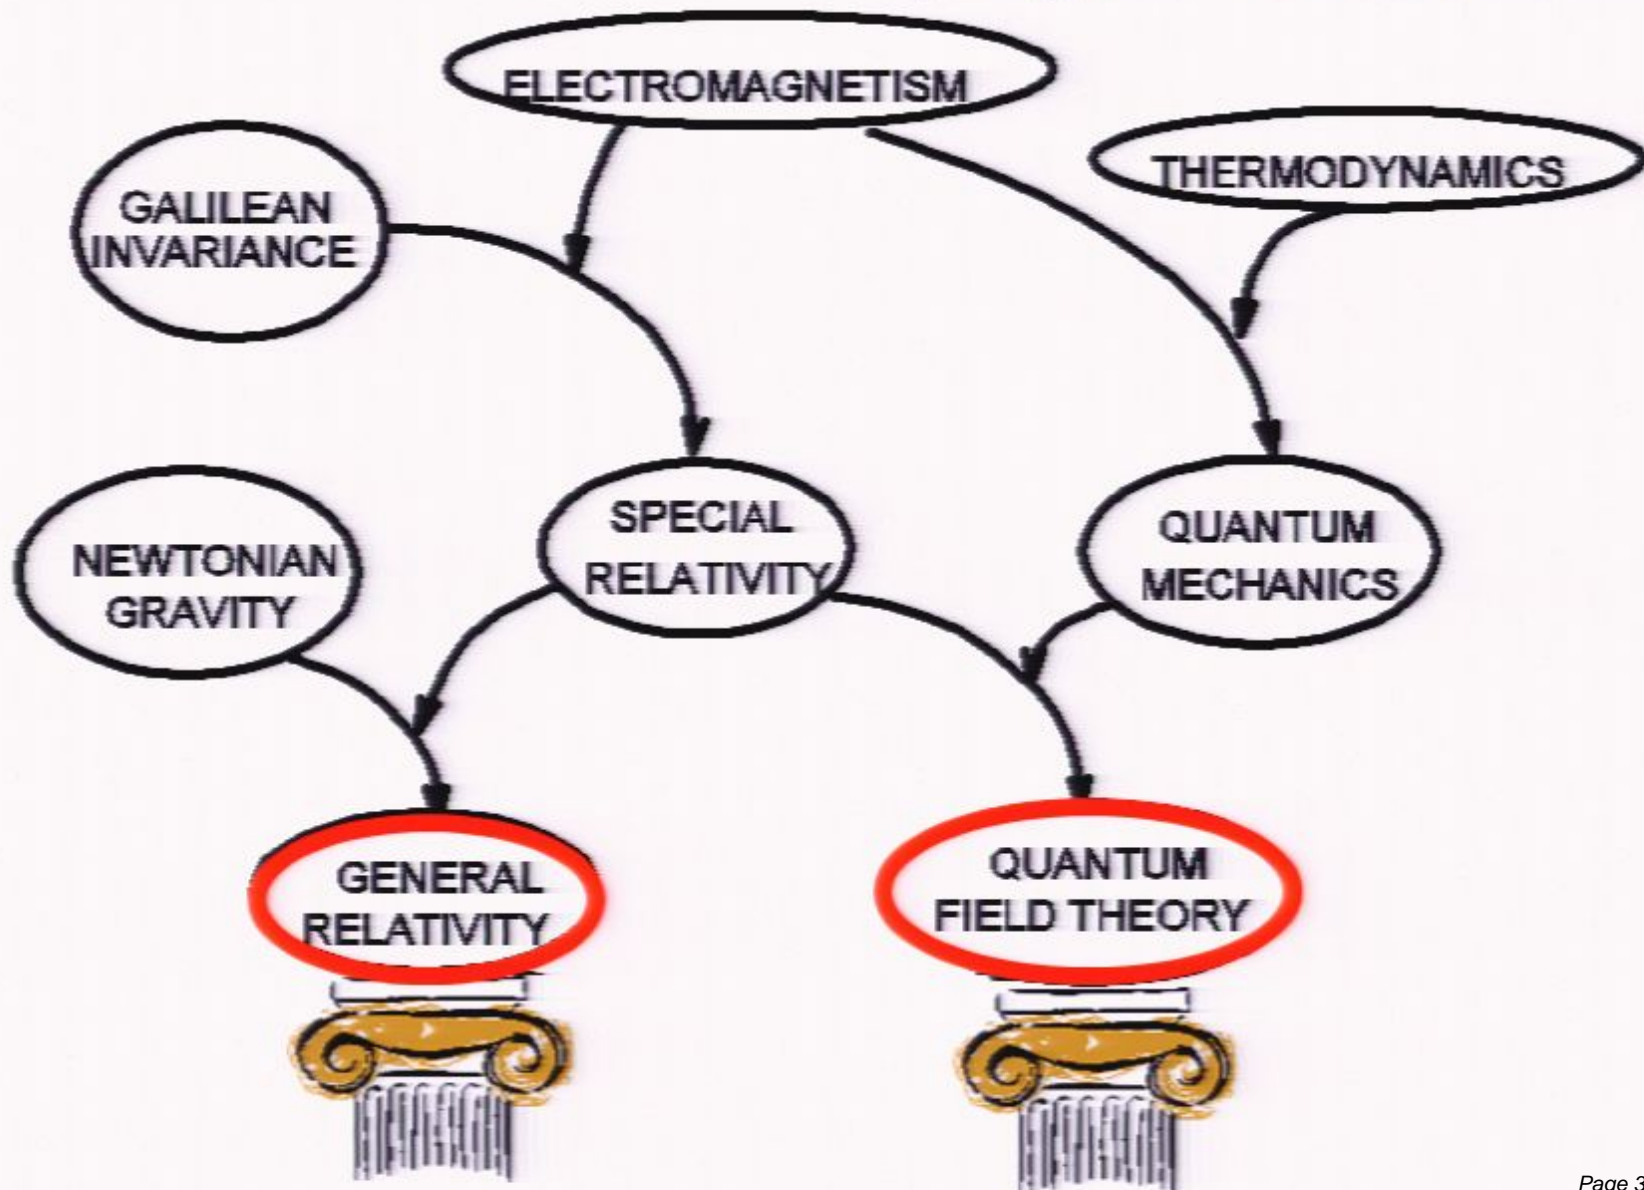 ELECTROMAGNETISM
THERMODYNAMICS
GALILEAN
INVARIANCE
SPECIAL
RELATIVITY
QUANTUM
MECHANICS
NEWTONIAN
GRAVITY
GENERAL
RELATIVITY
QUANTUM
FIELD THEORY
Page 3